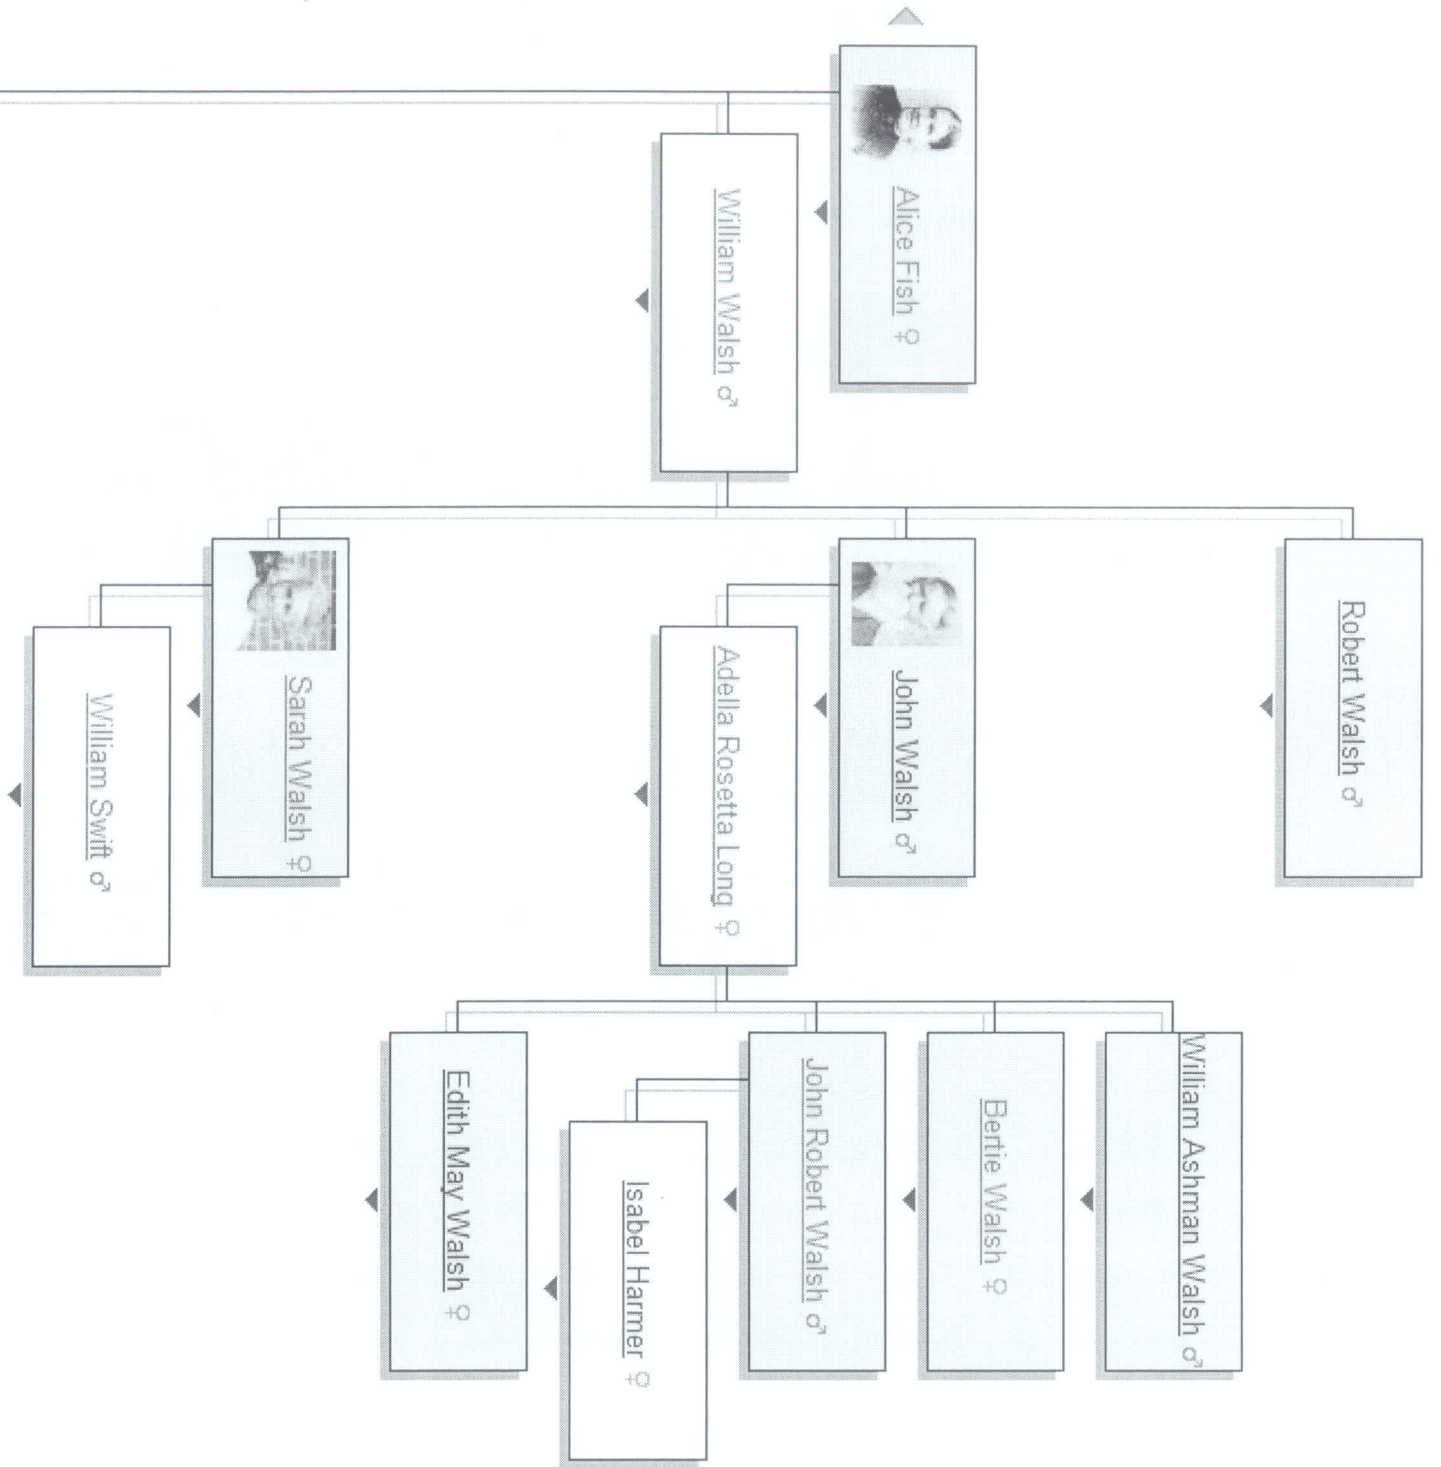 Alice Fish ♀
William Walsh ♂
Robert Walsh ♂
John Walsh ♂
Adella Rosetta Long ♀
Sarah Walsh ♀
William Swift ♂
William Ashman Walsh ♂
Bertie Walsh ♀
John Robert Walsh ♂
Isabel Harmer ♀
Edith May Walsh ♀